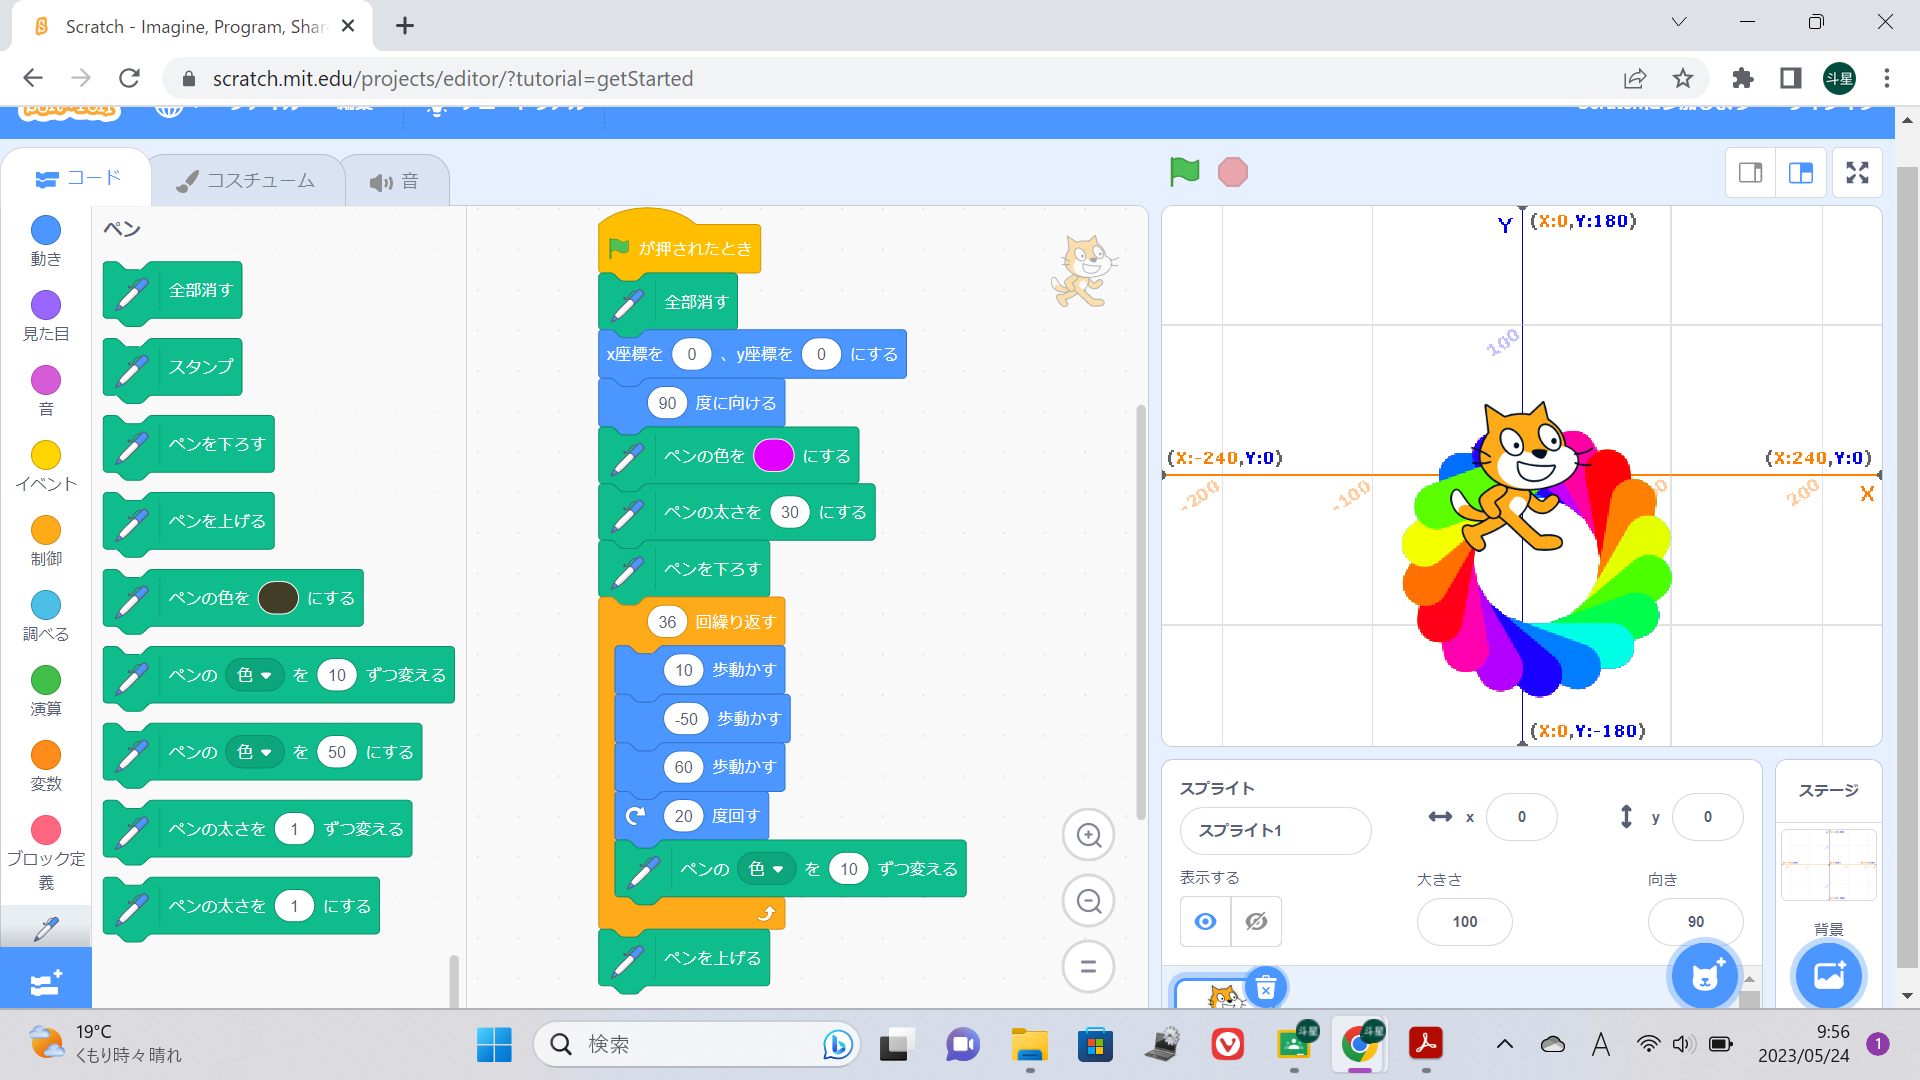 Scratch - Imagine, Program, Shar
scratch.mit.edu/projects/editor/?tutorial=getStarted
斗星
コード
コスチューム
音
動き
見た目
音
イベント
制御
調べる
演算
変数
ブロック定
義
ペン
全部消す
スタンプ
ペンを下ろす
ペンを上げる
ペンの色を にする
ペンの 色 を 10 ずつ変える
ペンの 色 を 50 にする
ペンの太さを 1 ずつ変える
ペンの太さを 1 にする
が押されたとき
全部消す
x座標を 0 、y座標を 0 にする
90 度に向ける
ペンの色を にする
ペンの太さを 30 にする
ペンを下ろす
36 回繰り返す
10 歩動かす
-50 歩動かす
60 歩動かす
20 度回す
ペンの 色 を 10 ずつ変える
ペンを上げる
Y (X:0,Y:180)
100
(X:-240,Y:0)
(X:240,Y:0)
-200
-100
200
X
(X:0,Y:-180)
スプライト
スプライト1
x 0
y 0
表示する
大きさ
100
向き
90
ステージ
背景
19°C
くもり時々晴れ
検索
斗星
斗星
A
9:56
2023/05/24
1